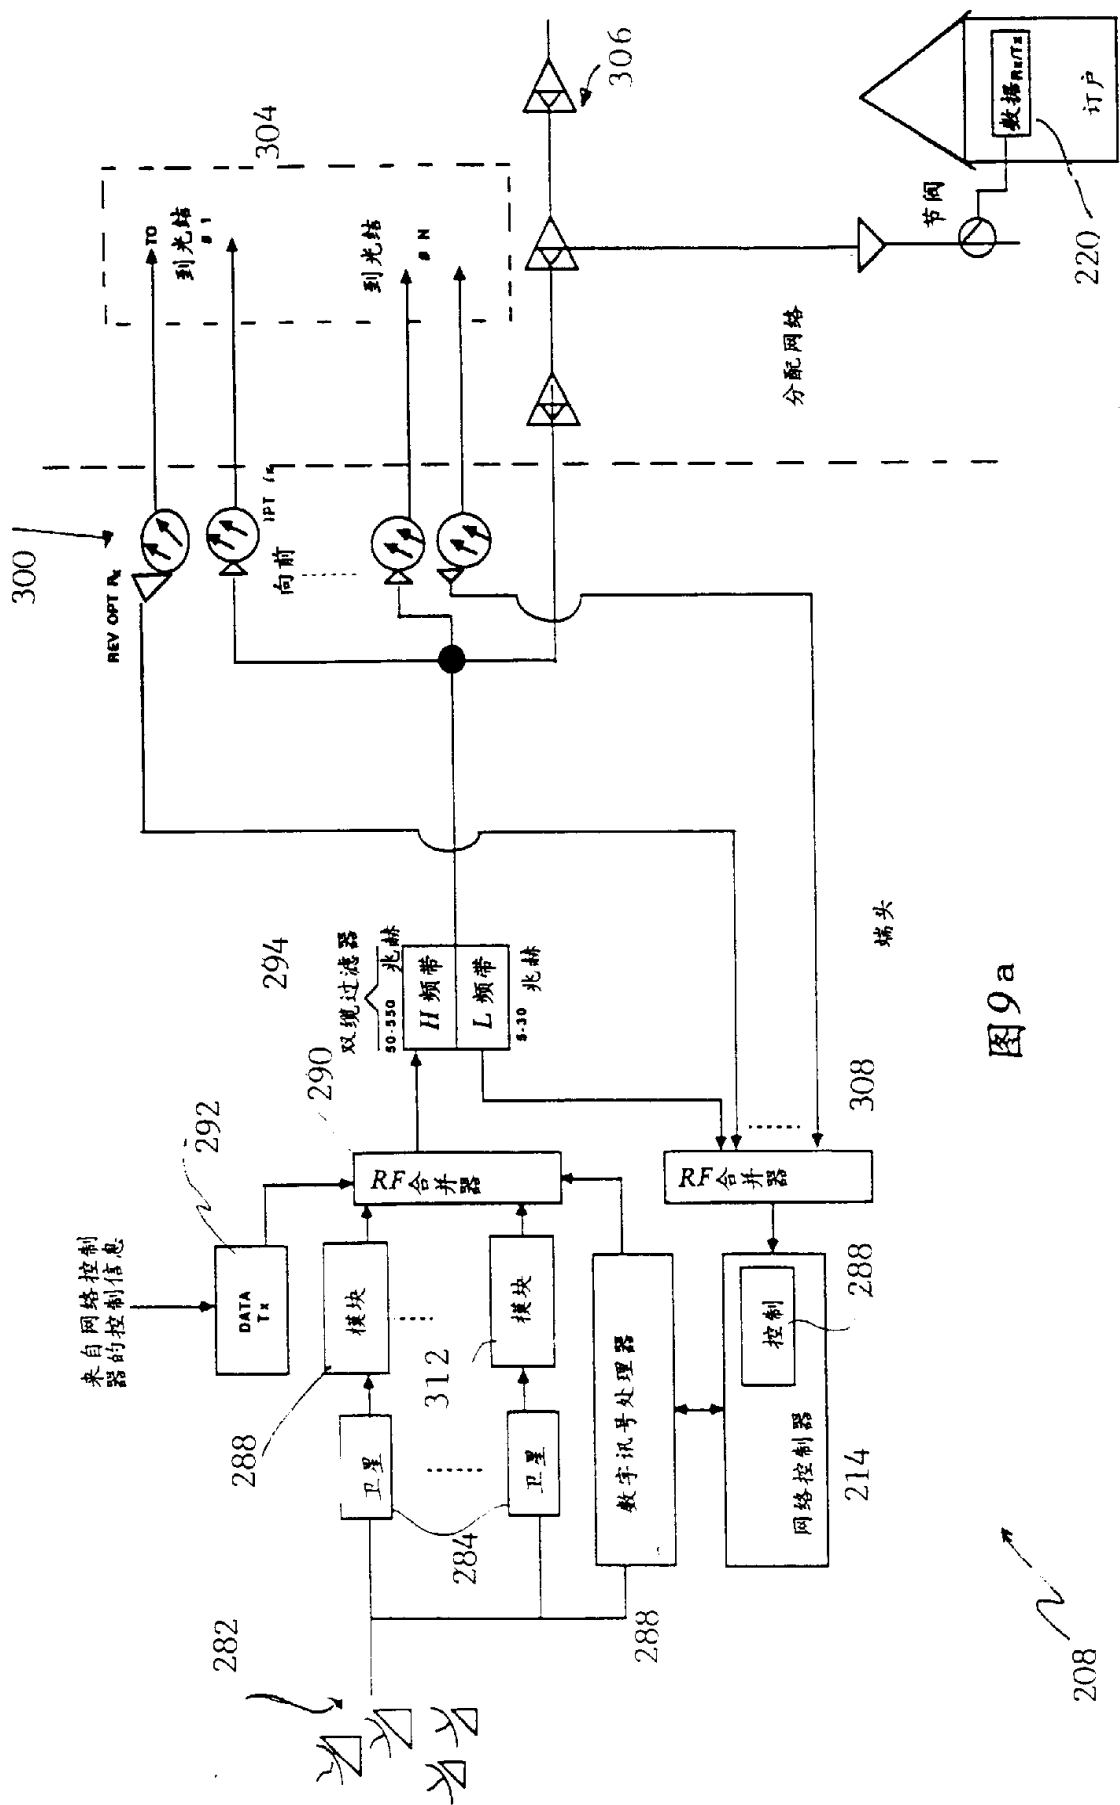 300
REV OPT Rx
TO
到光结
#1
304
向前
到光结
# N
306
分配网络
节阀
数据Rx/Tx
订户
220
来自网络控制
器的控制信息
292
DATA
Tx
290
294
双缆过滤器
50-550 兆赫
H 频带
L 频带
5-30 兆赫
RF合并器
288
模块
312
模块
282
卫星
284
卫星
288
数字讯号处理器
RF合并器
308
控制
288
网络控制器
214
端头
208
图9a